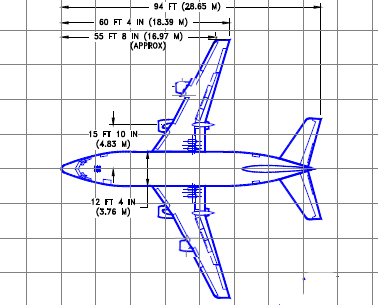 94 FT (28.65 M)
60 FT 4 IN (18.39 M)
55 FT 8 IN (16.97 M)
(APPROX)
15 FT 10 IN
(4.83 M)
12 FT 4 IN
(3.76 M)